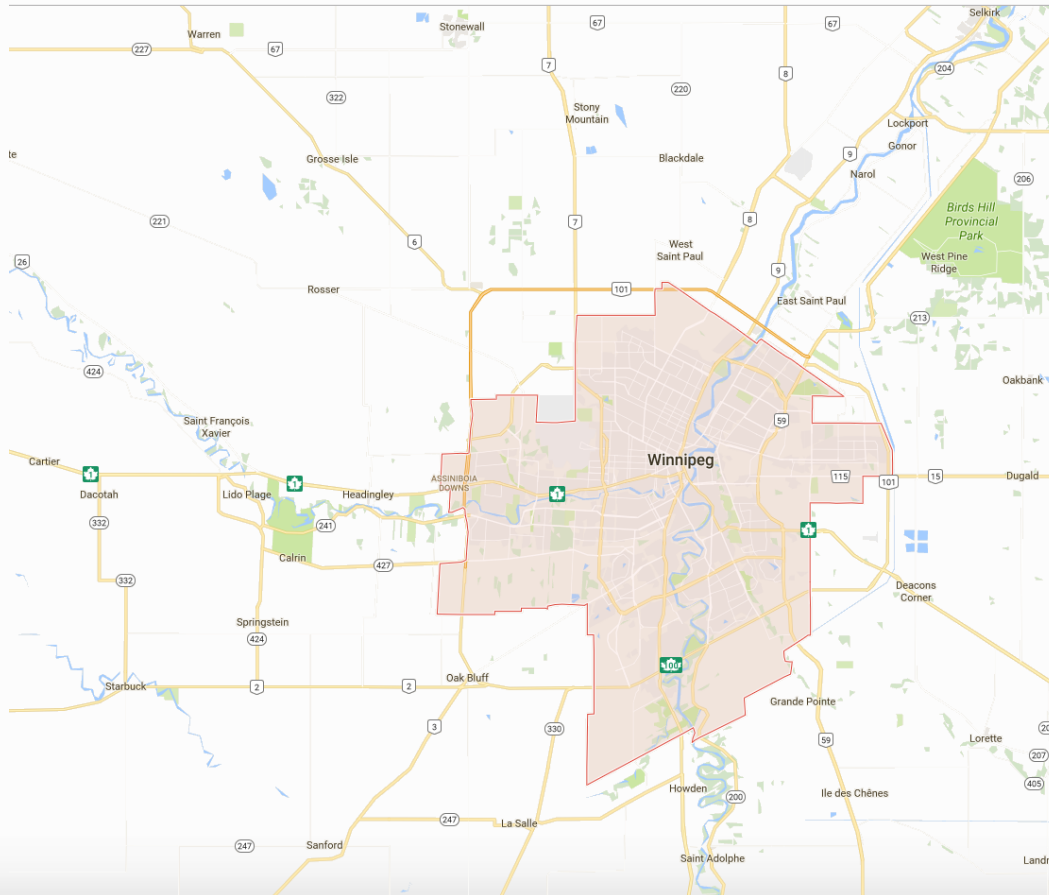 Selkirk
Stonewall
67
67
Warren
227
67
204
7
8
220
322
Stony
Mountain
Lockport
Gonor
te
Grosse Isle
Blackdale
9
Narol
206
221
7
8
Birds Hill
Provincial
Park
6
West
Saint Paul
West Pine
Ridge
26
9
Rosser
101
East Saint Paul
213
424
Oakbank
Saint François
Xavier
59
Cartier
Winnipeg
1
115
15
Dugald
101
1
ASSINIBOIA
DOWNS
Dacotah
Lido Plage
Headingley
1
332
241
1
Calrin
427
332
Deacons
Corner
Springstein
424
100
Oak Bluff
Starbuck
2
2
Grande Pointe
3
330
59
Lorette
20
207
405
Howden
200
Ile des Chênes
247
La Salle
247
Sanford
Saint Adolphe
Landr